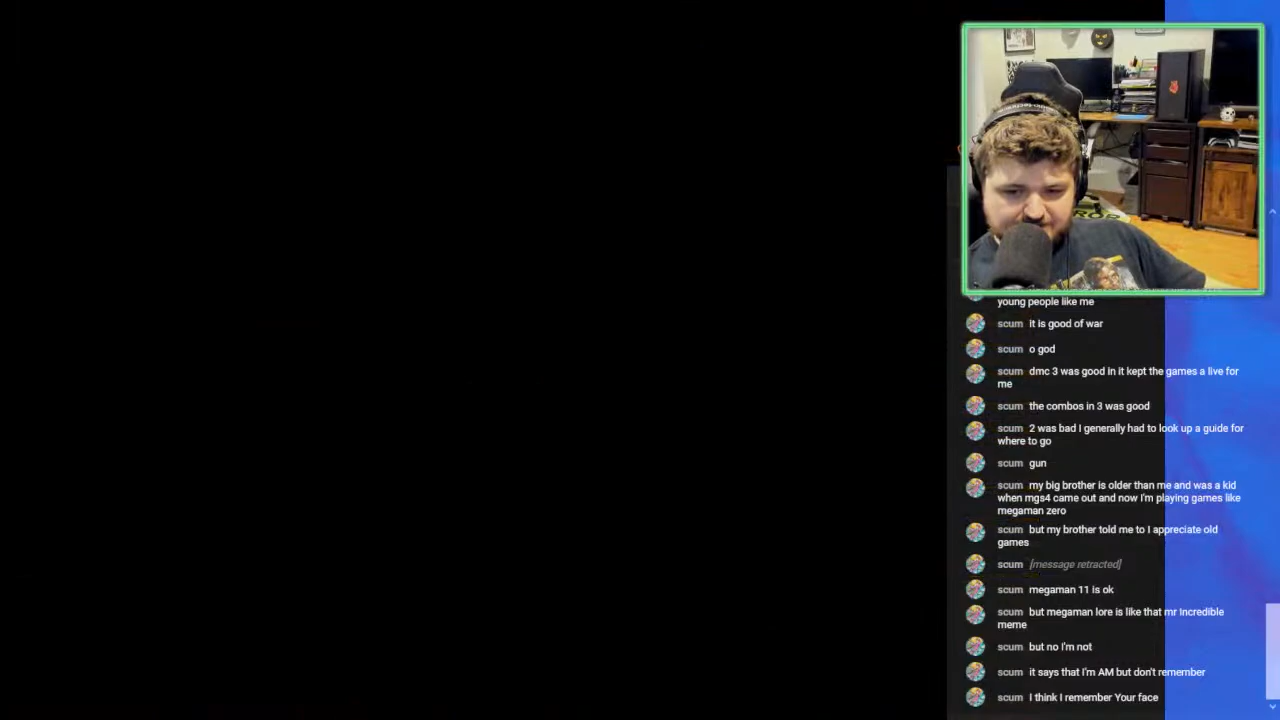 young people like me
scum it is good of war
scum o god
scum dmc 3 was good in it kept the games a live for
me
scum the combos in 3 was good
scum 2 was bad I generally had to look up a guide for
where to go
scum gun
scum my big brother is older than me and was a kid
when mgs4 came out and now I'm playing games like
megaman zero
scum but my brother told me to I appreciate old
games
scum [message retracted]
scum megaman 11 is ok
scum but megaman lore is like that mr Incredible
meme
scum but no I'm not
scum it says that I'm AM but don't remember
scum I think I remember Your face